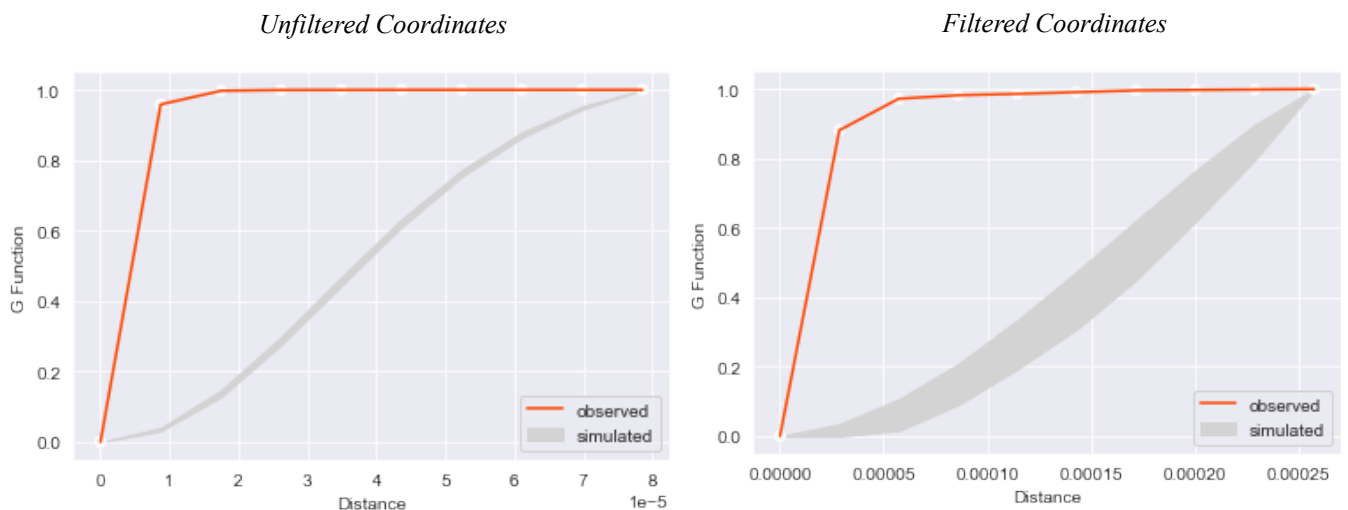 Unfiltered Coordinates
G Function
1.0
0.8
0.6
0.4
0.2
0.0
observed
simulated
0 1 2 3 4 5 6 7 8
1e−5
Distance
Filtered Coordinates
G Function
1.0
0.8
0.6
0.4
0.2
0.0
observed
simulated
0.00000 0.00005 0.00010 0.00015 0.00020 0.00025
Distance